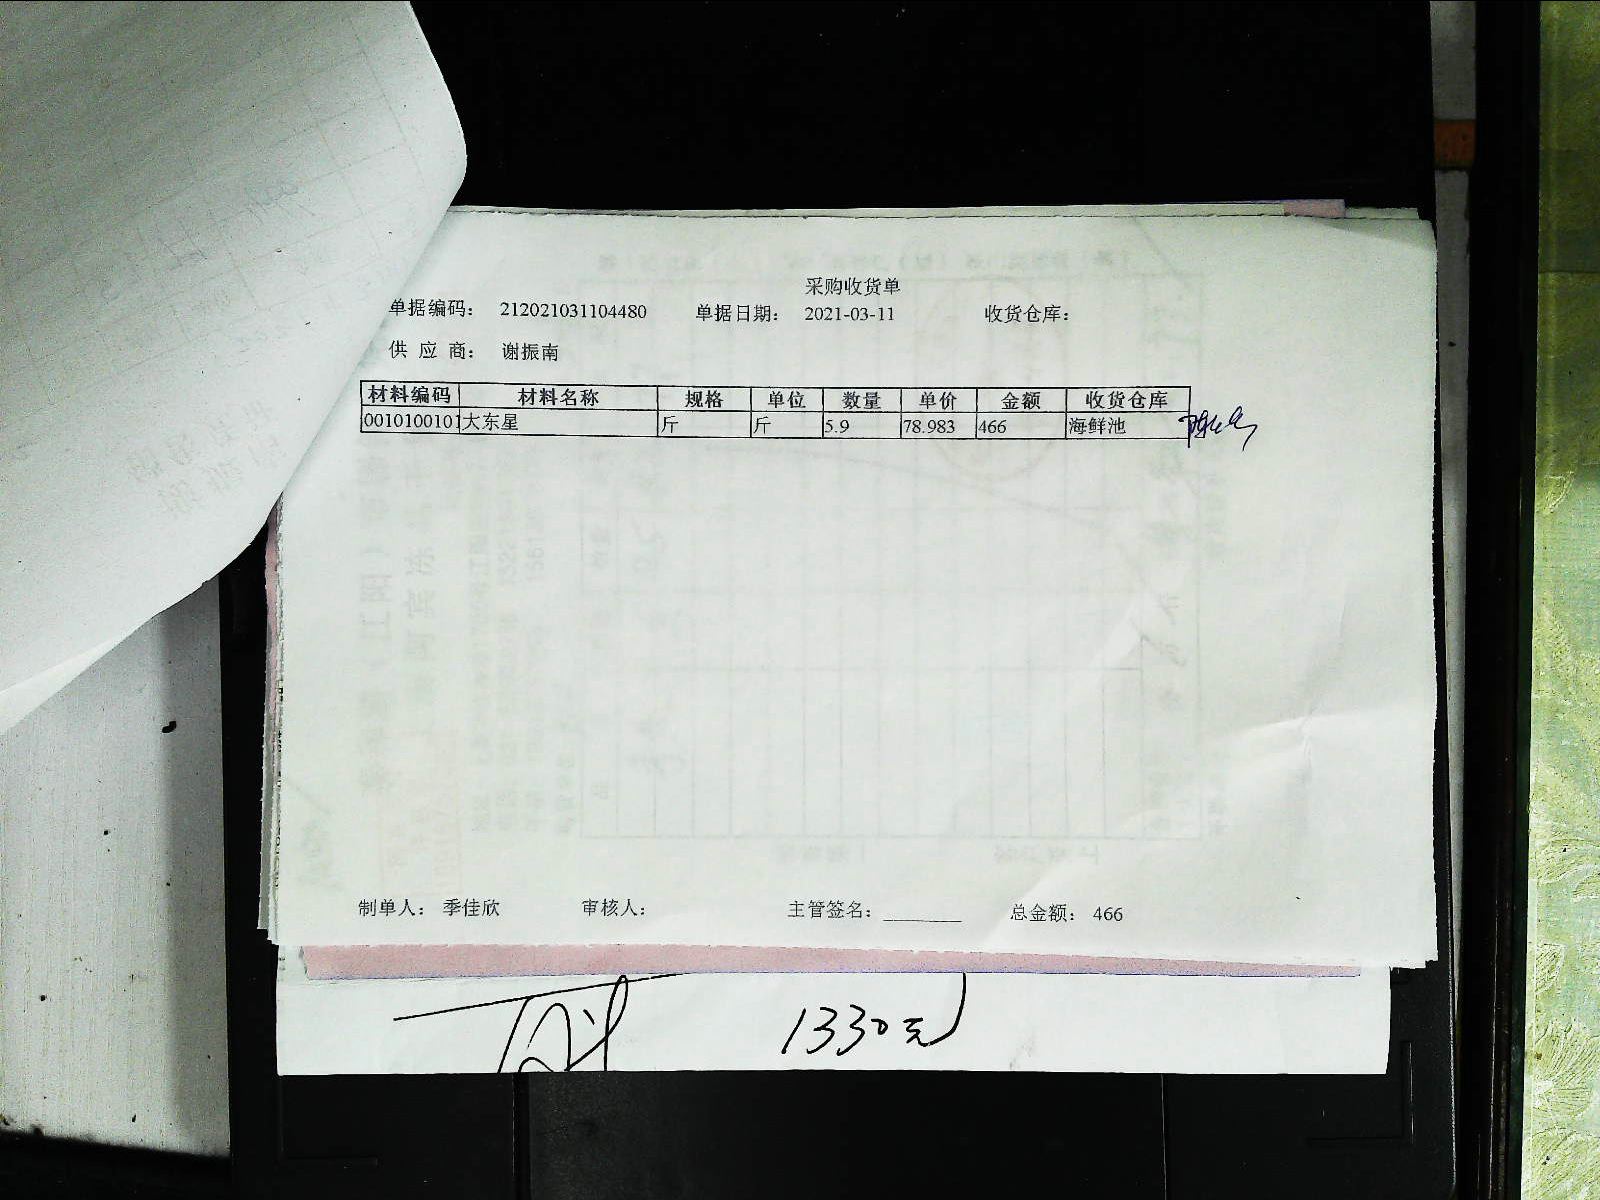 采购收货单
单据编码: 212021031104480 单据日期: 2021-03-11 收货仓库:
供 应 商: 谢振南
材料编码 材料名称 规格 单位 数量 单价 金额 收货仓库
0010100101 大东星 斤 斤 5.9 78.983 466 海鲜池
制单人: 季佳欣 审核人: 主管签名: ________ 总金额: 466
1330元